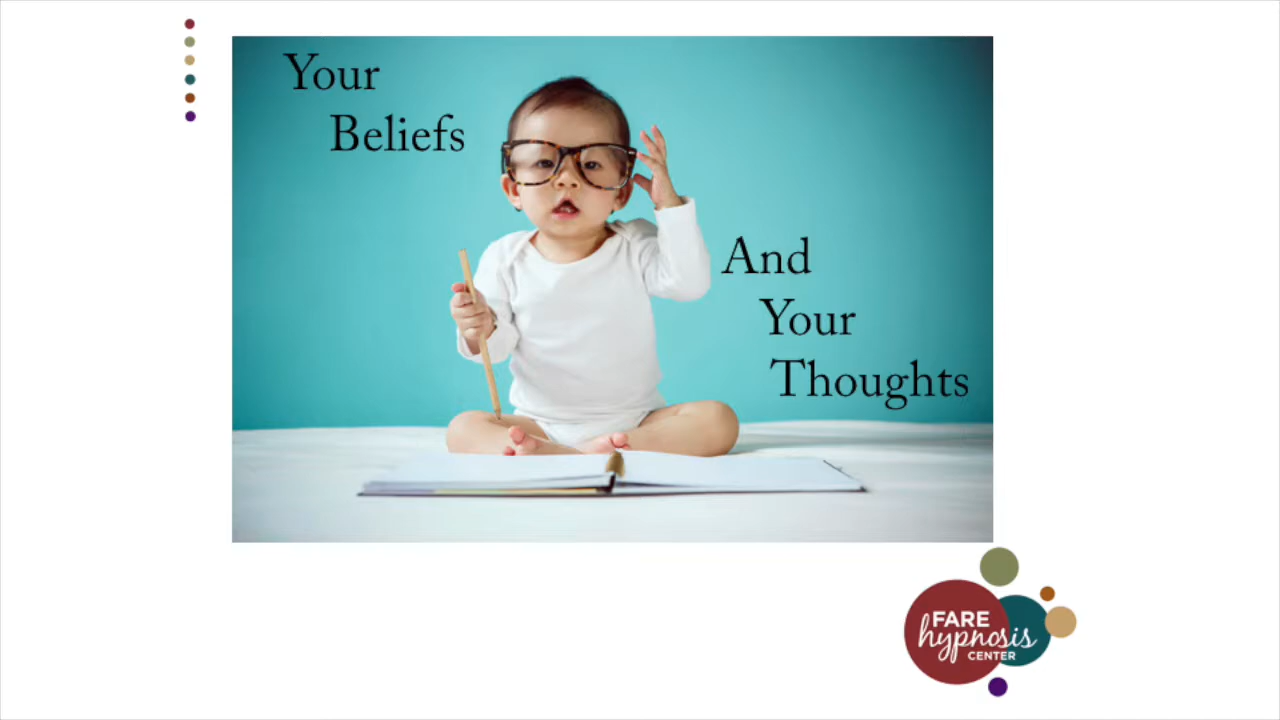 Your
Beliefs
And
Your
Thoughts
FARE
hypnosis
CENTER